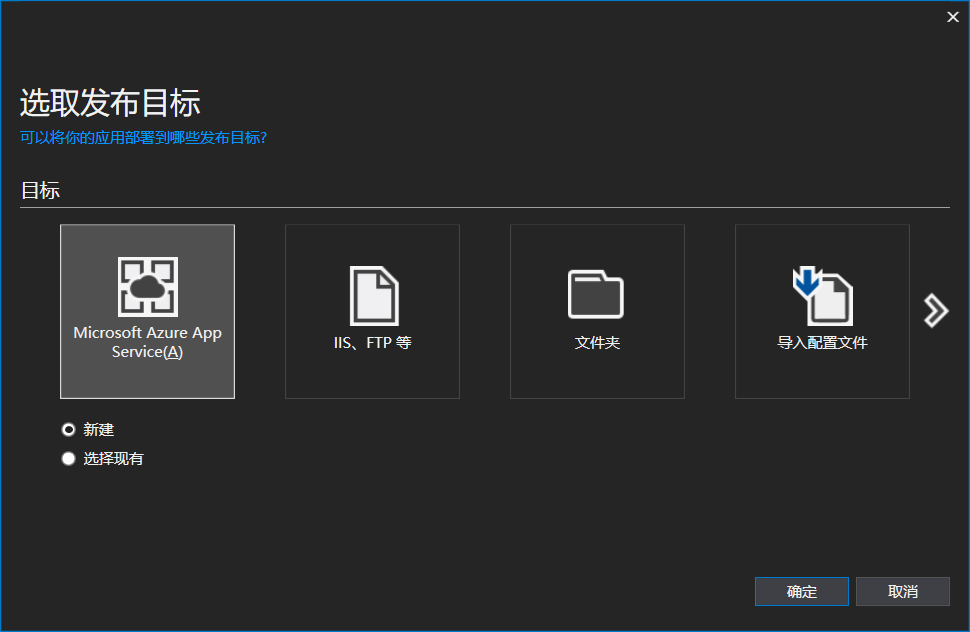 选取发布目标
可以将你的应用部署到哪些发布目标?
目标
Microsoft Azure App
Service(A)
IIS、FTP 等
文件夹
导入配置文件
新建
选择现有
确定
取消